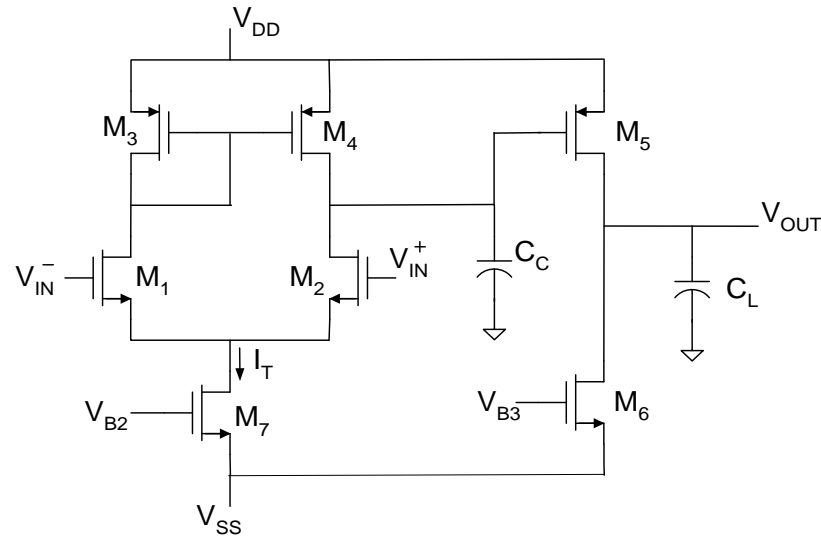 V_DD
M_3
M_4
M_5
V_OUT
V_IN^-
M_1
M_2
V_IN^+
C_C
C_L
I_T
V_B2
M_7
V_B3
M_6
V_SS